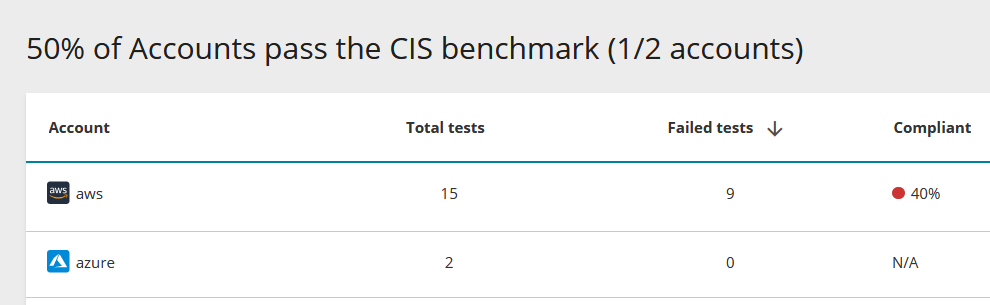 50% of Accounts pass the CIS benchmark (1/2 accounts)
Account Total tests Failed tests ↓ Compliant
aws aws 15 9 40%
azure 2 0 N/A